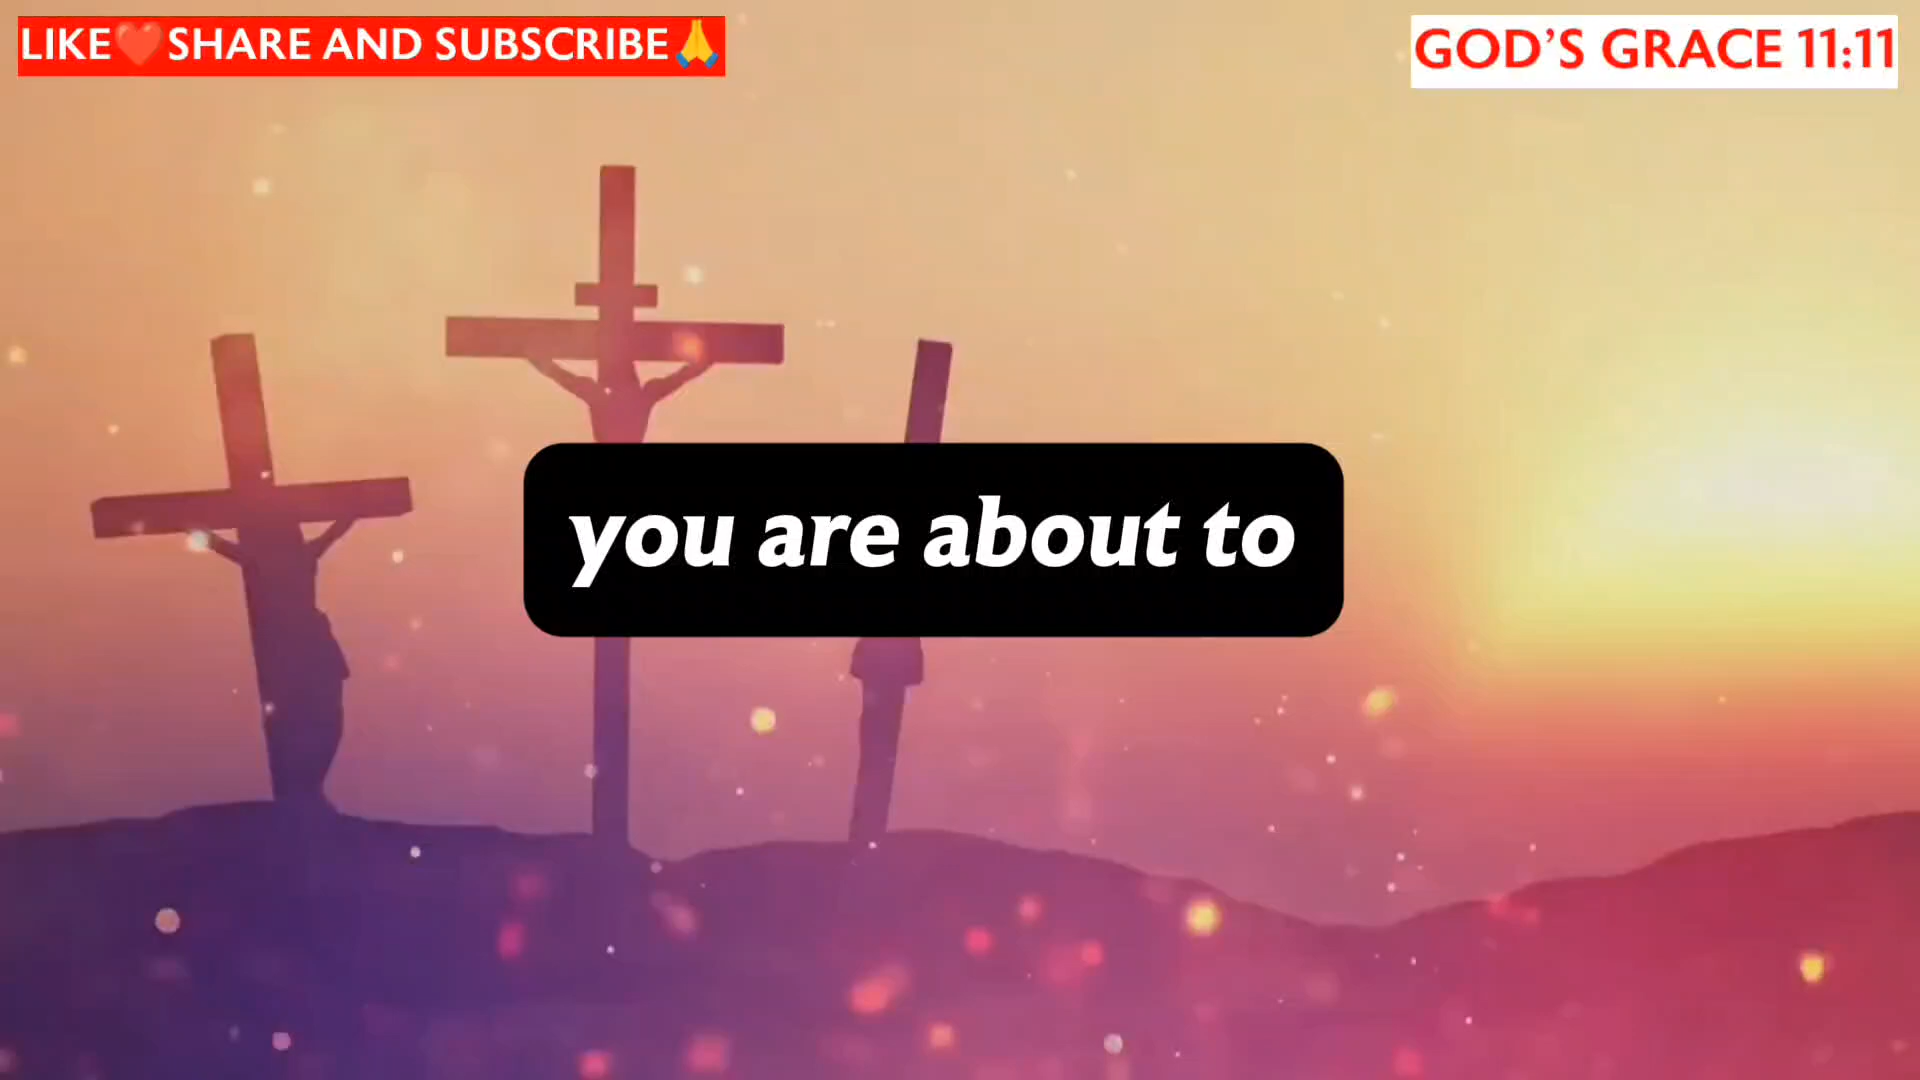 LIKE❤️SHARE AND SUBSCRIBE🙏
GOD'S GRACE 11:11
you are about to